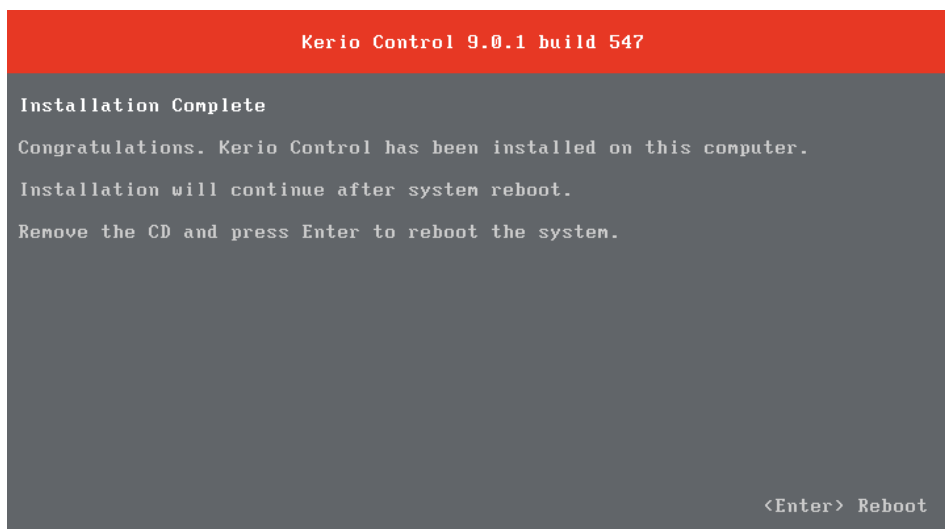 Kerio Control 9.0.1 build 547
Installation Complete
Congratulations. Kerio Control has been installed on this computer.
Installation will continue after system reboot.
Remove the CD and press Enter to reboot the system.
<Enter> Reboot